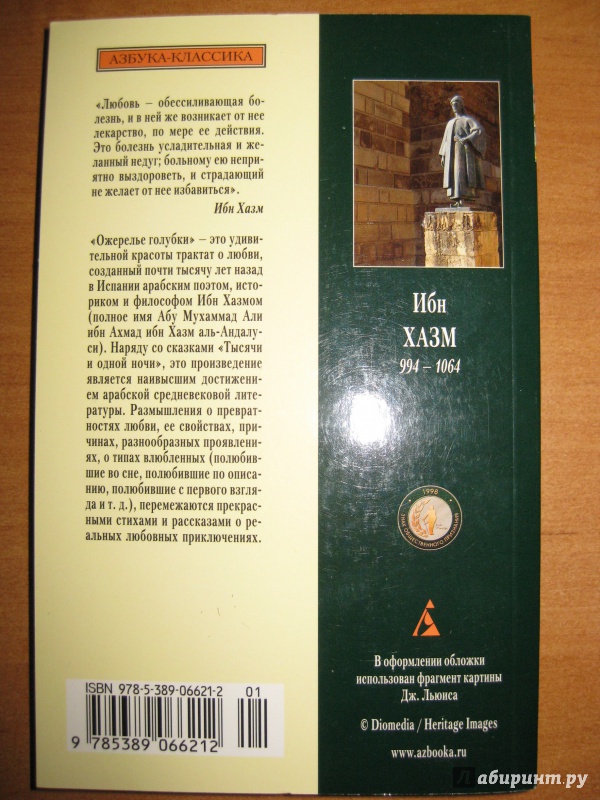 АЗБУКА-КЛАССИКА
«Любовь – обессиливающая бо-
лезнь, и в ней же возникает от нее
лекарство, по мере ее действия.
Это болезнь усладительная и же-
ланный недуг; больному ею непри-
ятно выздороветь, и страдающий
не желает от нее избавиться».
Ибн Хазм
«Ожерелье голубки» – это удиви-
тельной красоты трактат о любви,
созданный почти тысячу лет назад
в Испании арабским поэтом, исто-
риком и философом Ибн Хазмом
(полное имя Абу Мухаммад Али
ибн Ахмад ибн Хазм аль-Андалу-
си). Наряду со сказками «Тысячи
и одной ночи», это произведение
является наивысшим достижени-
ем арабской средневековой лите-
ратуры. Размышления о преврат-
ностях любви, ее свойствах, при-
чинах, разнообразных проявлени-
ях, о типах влюбленных (полюбив-
шие во сне, полюбившие по описа-
нию, полюбившие с первого взгля-
да и т. д.), перемежаются прекрас-
ными стихами и рассказами о ре-
альных любовных приключениях.
ISBN 978-5-389-06621-2
01
9 785389 066212
Ибн
ХАЗМ
994 – 1064
1998
ЗНАК ОБЩЕСТВЕННОГО ПРИЗНАНИЯ
В оформлении обложки
использован фрагмент картины
Дж. Льюиса
© Diomedia / Heritage Images
www.azbooka.ru
лабиринт.ру